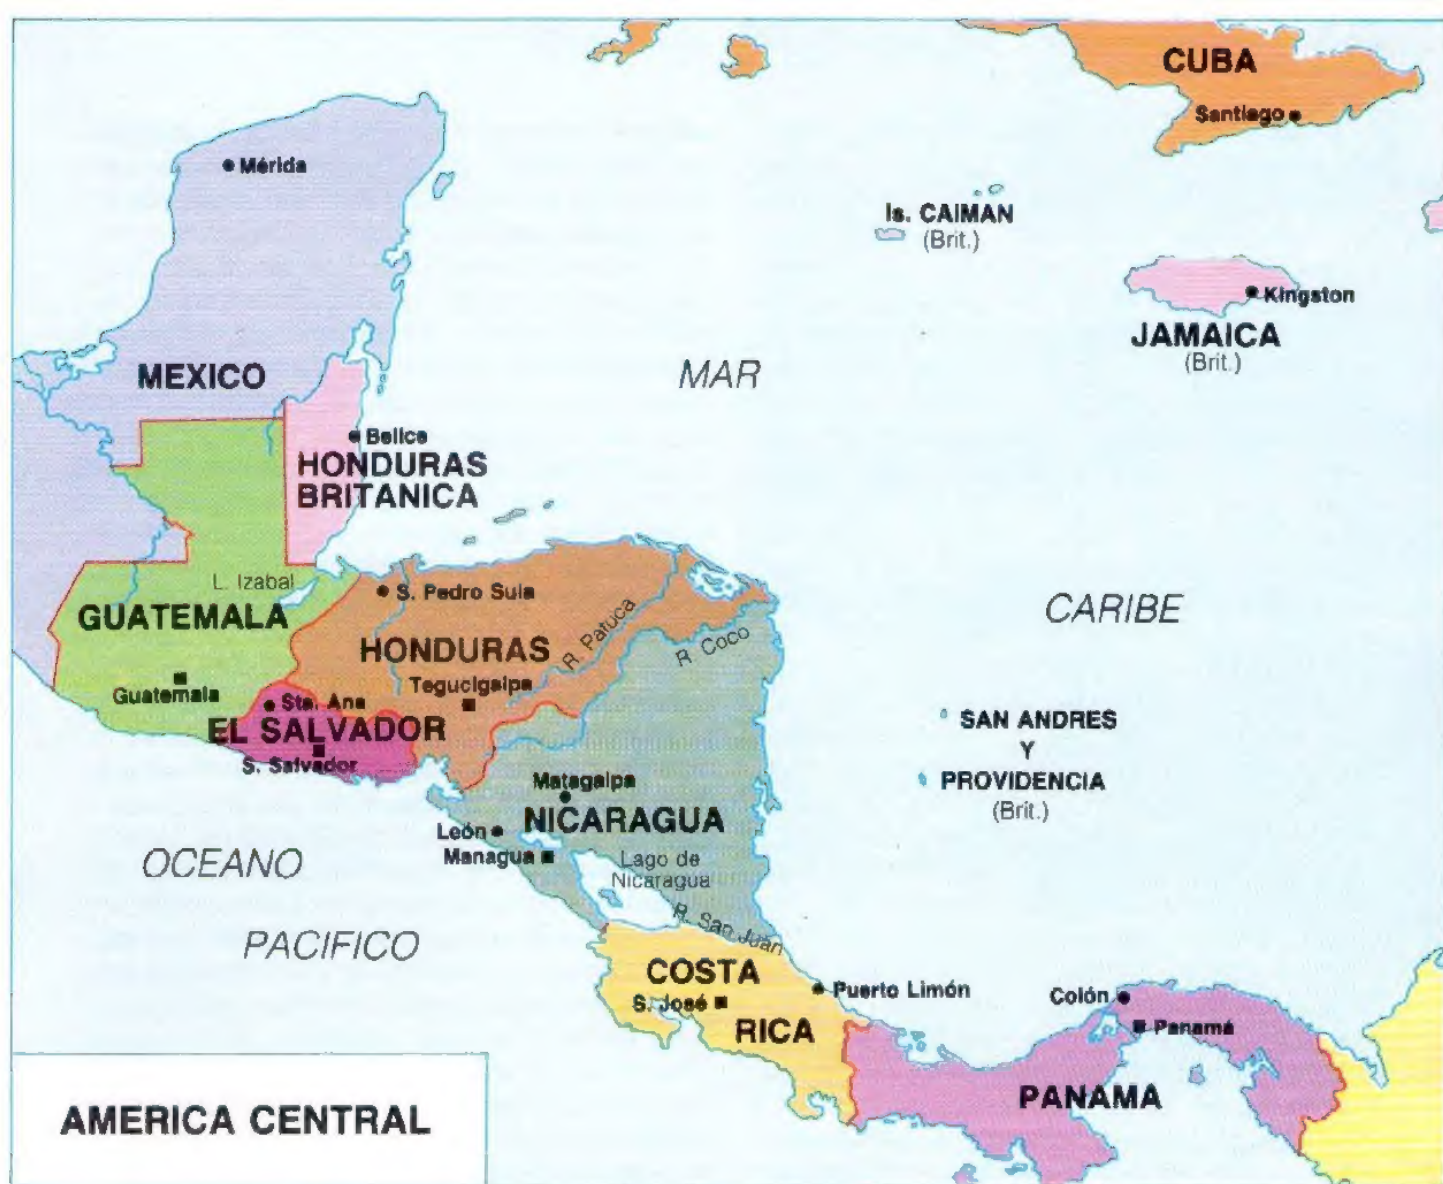 CUBA
Santiago
Mérida
Is. CAIMAN
(Brit.)
Kingston
JAMAICA
(Brit.)
MEXICO
MAR
Belice
HONDURAS
BRITANICA
L. Izabal
S. Pedro Sula
GUATEMALA
CARIBE
R. Patuca
R. Coco
HONDURAS
Guatemala
Tegucigalpa
Sta. Ana
EL SALVADOR
S. Salvador
SAN ANDRES
Y
PROVIDENCIA
(Brit.)
Matagalpa
NICARAGUA
León
Managua
Lago de
Nicaragua
OCEANO
PACIFICO
R. San Juán
COSTA
RICA
S. José
Puerto Limón
Colón
Panamá
PANAMA
AMERICA CENTRAL